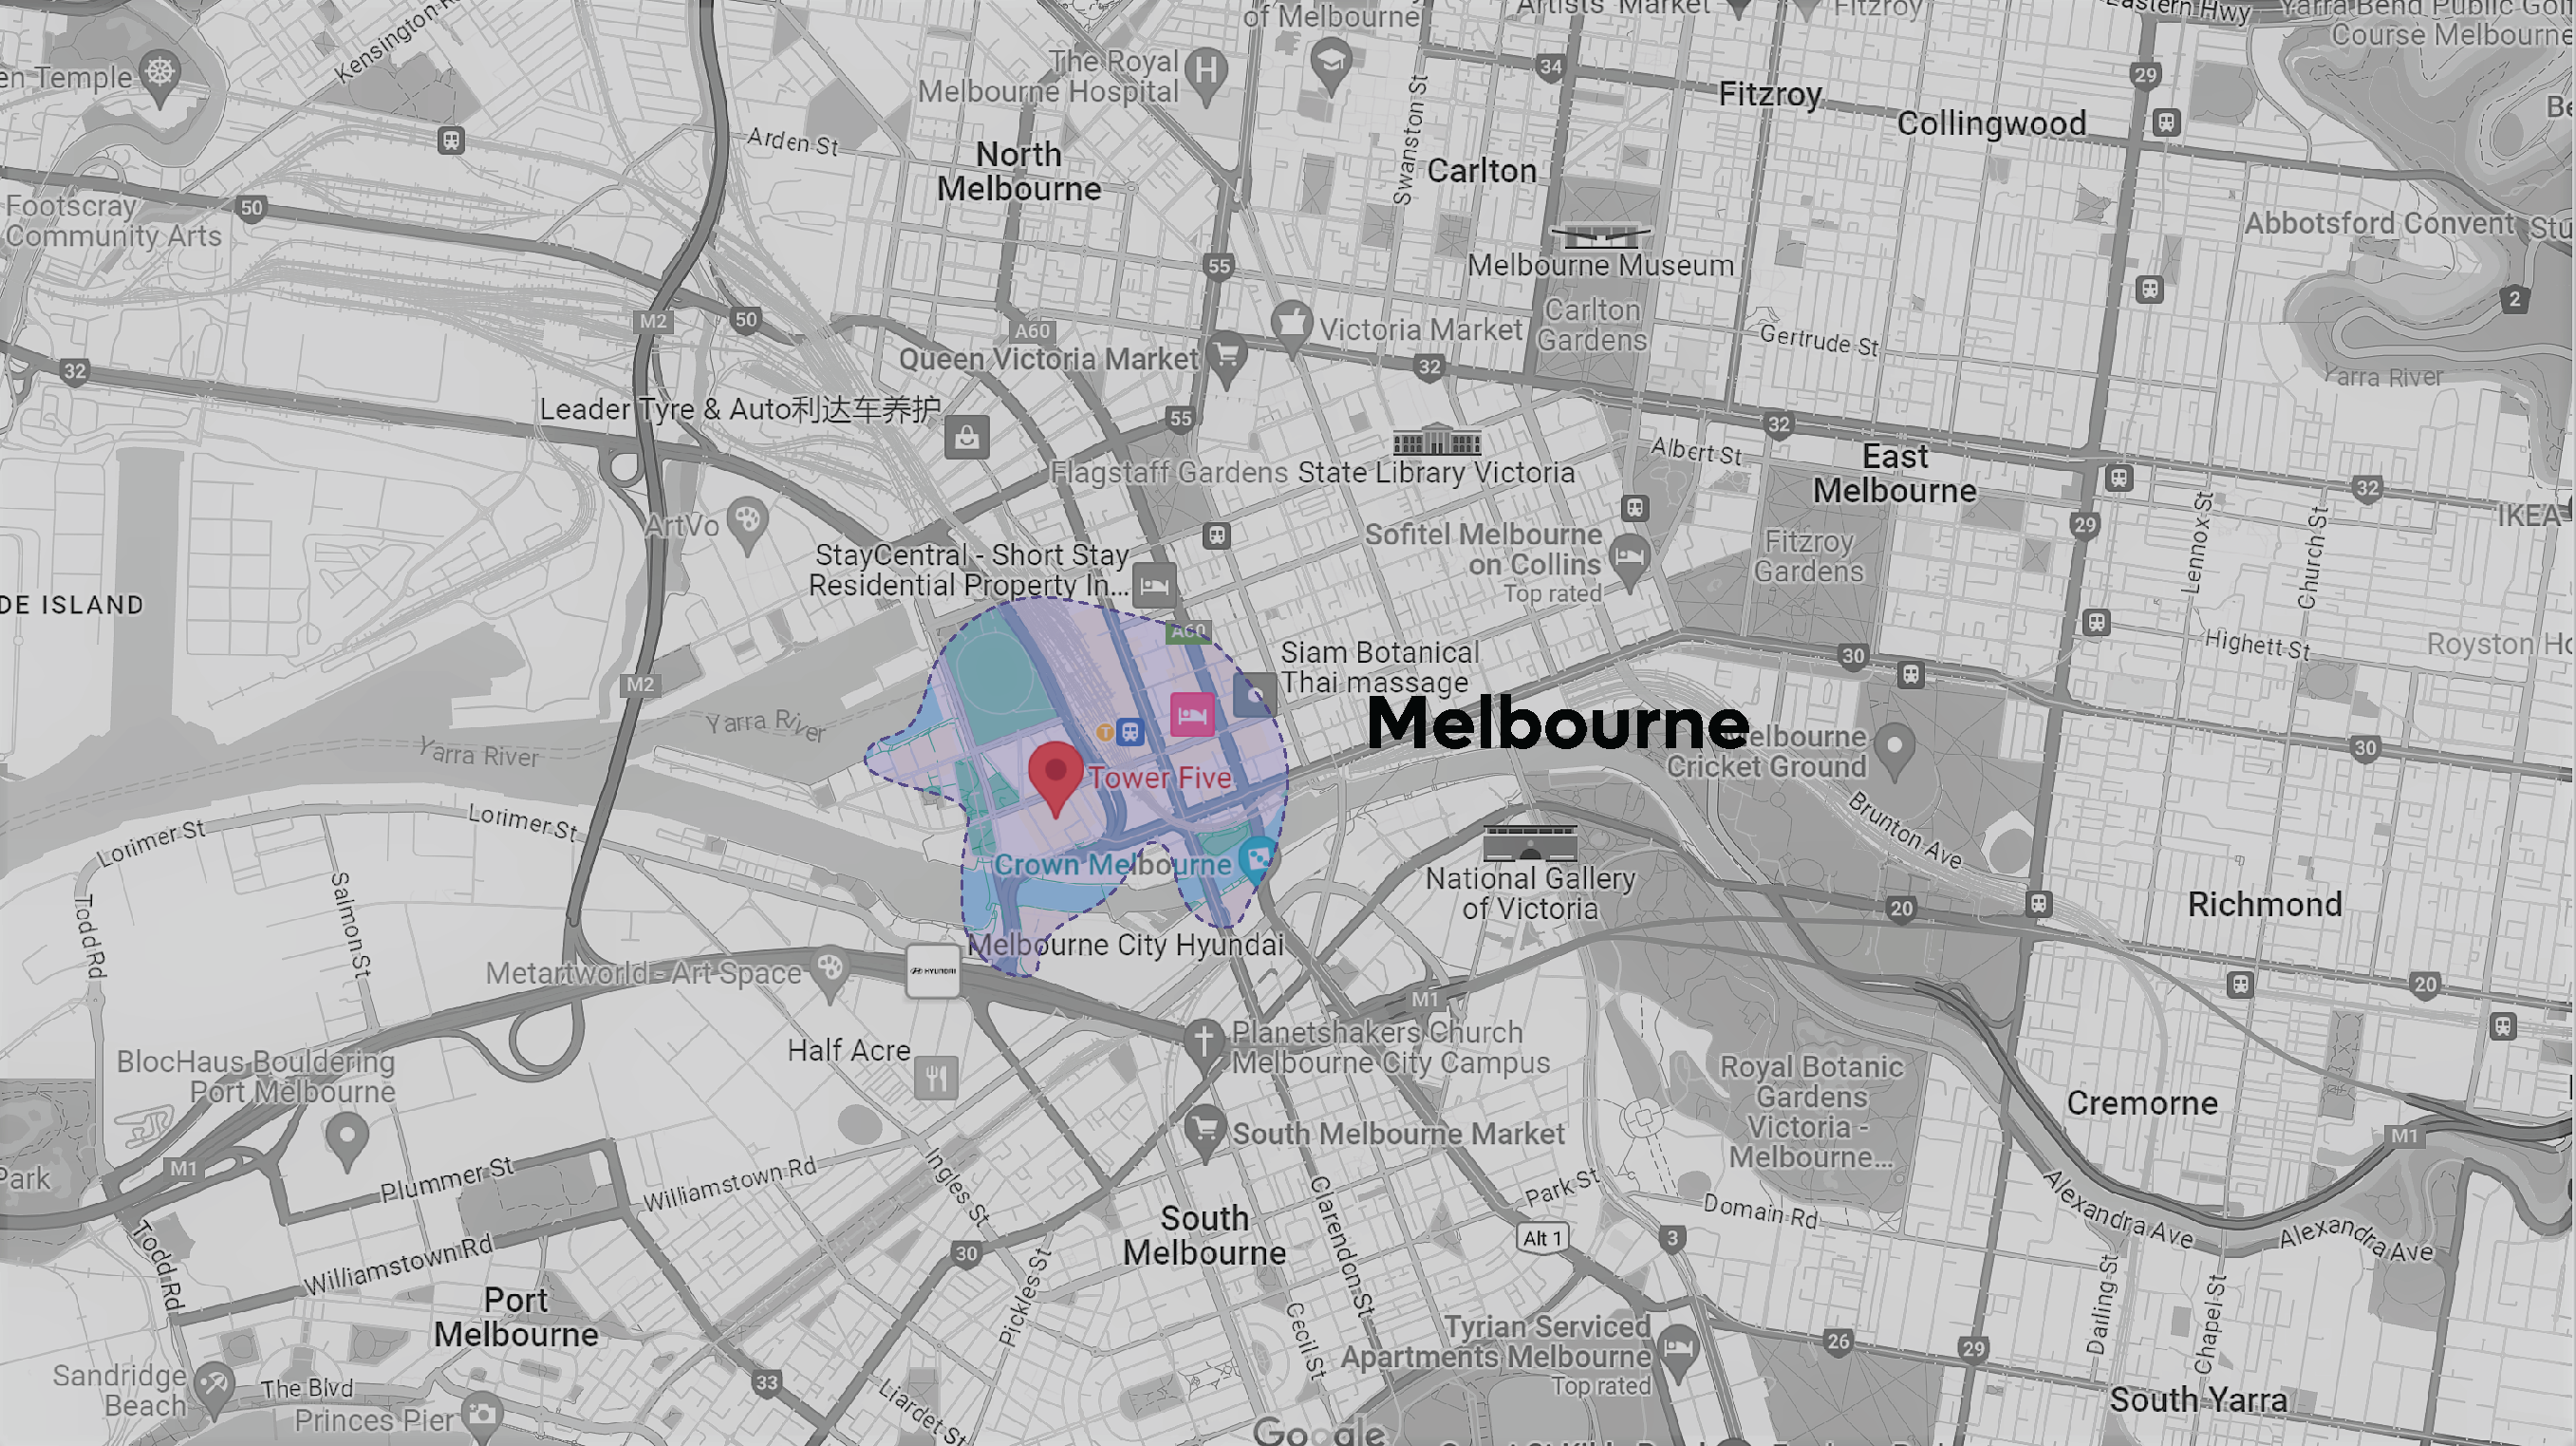 of Melbourne
Artists' Market
Fitzroy
Eastern Hwy
Yarra Bend Public Golf
Course Melbourne
Kensington
en Temple
The Royal
Melbourne Hospital
34
Fitzroy
29
Collingwood
Arden St
Swanston St
North
Melbourne
Carlton
50
Footscray
Community Arts
Abbotsford Convent
Stu
55
Melbourne Museum
2
M2
50
A60
Victoria Market
Carlton
Gardens
Gertrude St
Queen Victoria Market
32
32
Yarra River
Leader Tyre & Auto利达车养护
55
32
Albert St
East
Melbourne
Flagstaff Gardens
State Library Victoria
32
Lennox St
Church St
IKEA
ArtVo
29
Sofitel Melbourne
on Collins
Top rated
Fitzroy
Gardens
StayCentral - Short Stay
Residential Property In...
DE ISLAND
A60
Highett St
Royston Ho
Siam Botanical
Thai massage
30
M2
Yarra River
Yarra River
Melbourne
elbourne
Cricket Ground
30
T
Tower Five
Brunton Ave
Lorimer St
Lorimer St
Crown Melbourne
National Gallery
of Victoria
Todd Rd
Salmon St
20
Richmond
Melbourne City Hyundai
HYUNDAI
Metartworld - Art Space
M1
20
Planetshakers Church
Melbourne City Campus
Half Acre
BlocHaus Bouldering
Port Melbourne
Royal Botanic
Gardens
Victoria -
Melbourne...
Cremorne
M1
South Melbourne Market
M1
Park
Plummer St
Williamstown Rd
Ingles St
Park St
Clarendon St
Domain Rd
Alexandra Ave
Alexandra Ave
South
Melbourne
Alt 1
3
Todd Rd
Williamstown Rd
30
Pickles St
Port
Melbourne
Cecil St
Darling St
Chapel St
Tyrian Serviced
Apartments Melbourne
Top rated
26
29
Sandridge
Beach
The Blvd
33
Princes Pier
Liardet St
South Yarra
Google